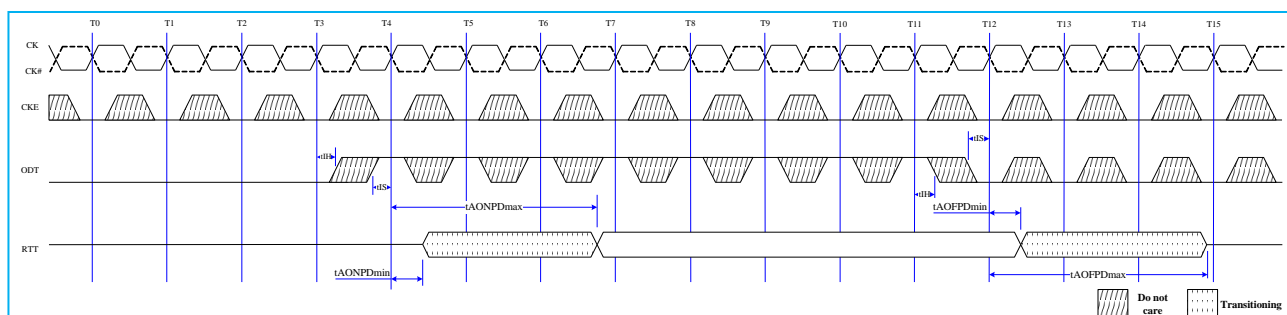 T0 T1 T2 T3 T4 T5 T6 T7 T8 T9 T10 T11 T12 T13 T14 T15
CK
CK#
CKE
tIS
ODT
tIH
tIS
tIH
tAONPDmax
tAOFPDmin
RTT
tAONPDmin
tAOFPDmax
Do not
care
Transitioning